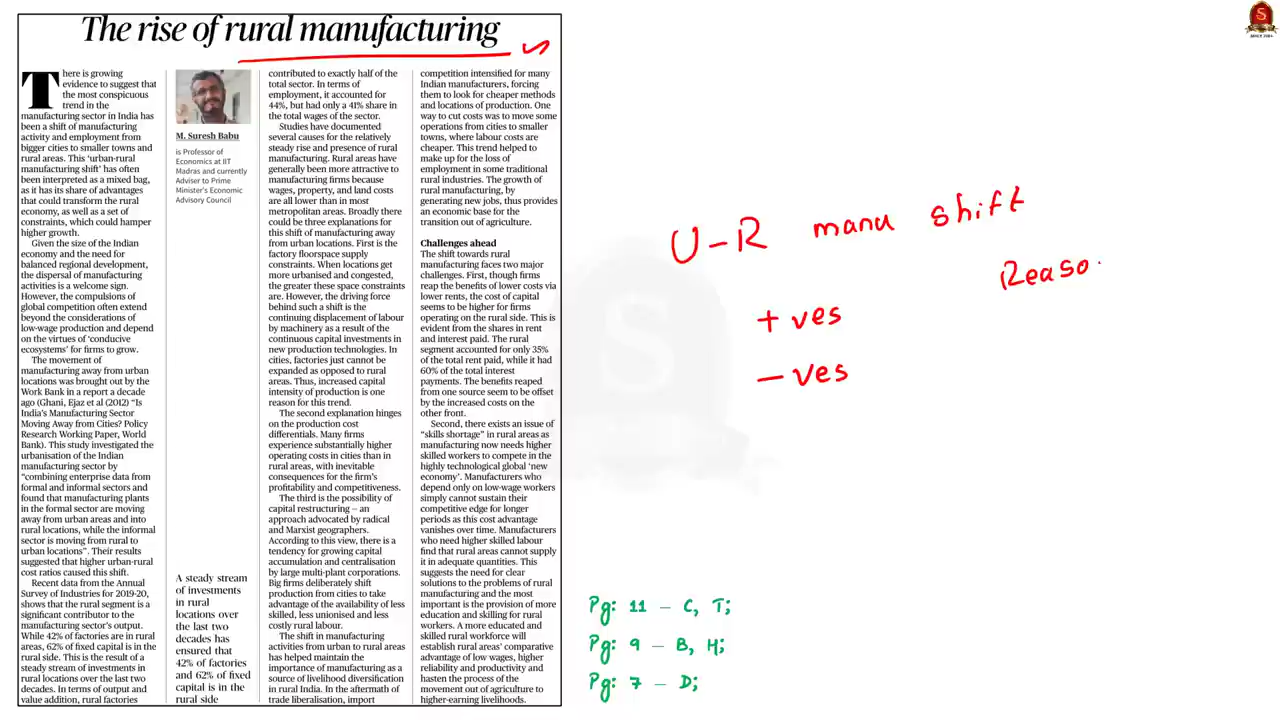 The rise of rural manufacturing
There is growing
evidence to suggest that
the most conspicuous
trend in the
manufacturing sector in India has
been a shift of manufacturing
activity and employment from
bigger cities to smaller towns and
rural areas. This ‘urban-rural
manufacturing shift’ has often
been interpreted as a mixed bag,
as it has its share of advantages
that could transform the rural
economy, as well as a set of
constraints, which could hamper
higher growth.
Given the size of the Indian
economy and the need for
balanced regional development,
the dispersal of manufacturing
activities is a welcome sign.
However, the compulsions of
global competition often extend
beyond the considerations of
low-wage production and depend
on the virtues of ‘conducive
ecosystems’ for firms to grow.
The movement of
manufacturing away from urban
locations was brought out by the
Work Bank in a report a decade
ago (Ghani, Ejaz et al (2012) “Is
India’s Manufacturing Sector
Moving Away from Cities? Policy
Research Working Paper, World
Bank). This study investigated the
urbanisation of the Indian
manufacturing sector by
“combining enterprise data from
formal and informal sectors and
found that manufacturing plants
in the formal sector are moving
away from urban areas and into
rural locations, while the informal
sector is moving from rural to
urban locations”. Their results
suggested that higher urban-rural
cost ratios caused this shift.
Recent data from the Annual
Survey of Industries for 2019-20,
shows that the rural segment is a
significant contributor to the
manufacturing sector’s output.
While 42% of factories are in rural
areas, 62% of fixed capital is in the
rural side. This is the result of a
steady stream of investments in
rural locations over the last two
decades. In terms of output and
value addition, rural factories
M. Suresh Babu
is Professor of
Economics at IIT
Madras and currently
Adviser to Prime
Minister’s Economic
Advisory Council
A steady stream
of investments
in rural
locations over
the last two
decades has
ensured that
42% of factories
and 62% of fixed
capital is in the
rural side
contributed to exactly half of the
total sector. In terms of
employment, it accounted for
44%, but had only a 41% share in
the total wages of the sector.
Studies have documented
several causes for the relatively
steady rise and presence of rural
manufacturing. Rural areas have
generally been more attractive to
manufacturing firms because
wages, property, and land costs
are all lower than in most
metropolitan areas. Broadly there
could be three explanations for
this shift of manufacturing away
from urban locations. First is the
factory floorspace supply
constraints. When locations get
more urbanised and congested,
the greater these space constraints
are. However, the driving force
behind such a shift is the
continuing displacement of labour
by machinery as a result of the
continuous capital investments in
new production technologies. In
cities, factories just cannot be
expanded as opposed to rural
areas. Thus, increased capital
intensity of production is one
reason for this trend.
The second explanation hinges
on the production cost
differentials. Many firms
experience substantially higher
operating costs in cities than in
rural areas, with inevitable
consequences for the firm’s
profitability and competitiveness.
The third is the possibility of
capital restructuring — an
approach advocated by radical
and Marxist geographers.
According to this view, there is a
tendency for growing capital
accumulation and centralisation
by large multi-plant corporations.
Big firms deliberately shift
production from cities to take
advantage of the availability of less
skilled, less unionised and less
costly rural labour.
The shift in manufacturing
activities from urban to rural areas
has helped maintain the
importance of manufacturing as a
source of livelihood diversification
in rural India. In the aftermath of
trade liberalisation, import
competition intensified for many
Indian manufacturers, forcing
them to look for cheaper methods
and locations of production. One
way to cut costs was to move some
operations from cities to smaller
towns, where labour costs are
cheaper. This trend helped to
make up for the loss of
employment in some traditional
rural industries. The growth of
rural manufacturing, by
generating new jobs, thus provides
an economic base for the
transition out of agriculture.
Challenges ahead
The shift towards rural
manufacturing faces two major
challenges. First, though firms
reap the benefits of lower costs via
lower rents, the cost of capital
seems to be higher for firms
operating on the rural side. This is
evident from the shares in rent
and interest paid. The rural
segment accounted for only 35%
of the total rent paid, while it had
60% of the total interest
payments. The benefits reaped
from one source seem to be offset
by the increased costs on the
other front.
Second, there exists an issue of
“skills shortage” in rural areas as
manufacturing now needs higher
skilled workers to compete in the
highly technological global ‘new
economy’. Manufacturers who
depend only on low-wage workers
simply cannot sustain their
competitive edge for longer
periods as this cost advantage
vanishes over time. Manufacturers
who need higher skilled labour
find that rural areas cannot supply
it in adequate quantities. This
suggests the need for clear
solutions to the problems of rural
manufacturing and the most
important is the provision of more
education and skilling for rural
workers. A more educated and
skilled rural workforce will
establish rural areas’ comparative
advantage of low wages, higher
reliability and productivity and
hasten the process of the
movement out of agriculture to
higher-earning livelihoods.
U-R manu shift
Reaso
+ ves
- ves
Pg: 11 - C, T;
Pg: 9 - B, H;
Pg: 7 - D;
S
SINCE 2004